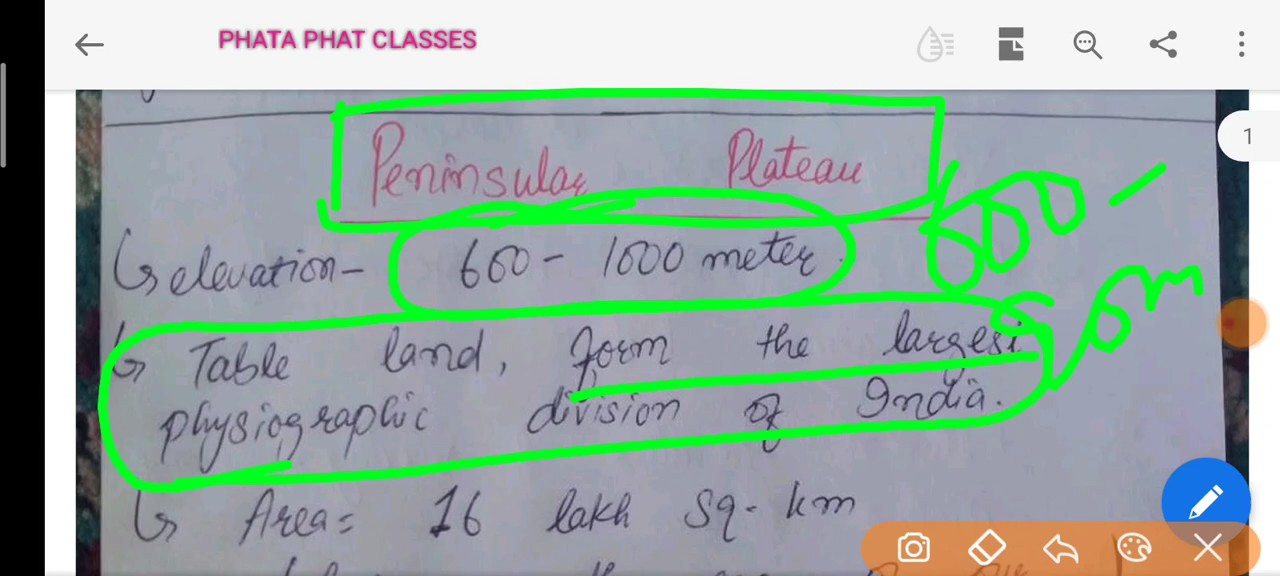 PHATA PHAT CLASSES
1
Peninsular Plateau
↳ elevation - 600 - 1000 meter.
600 -
↳ Table land, form the largest
physiographic division of India.
↳ Area = 16 lakh sq. km
the